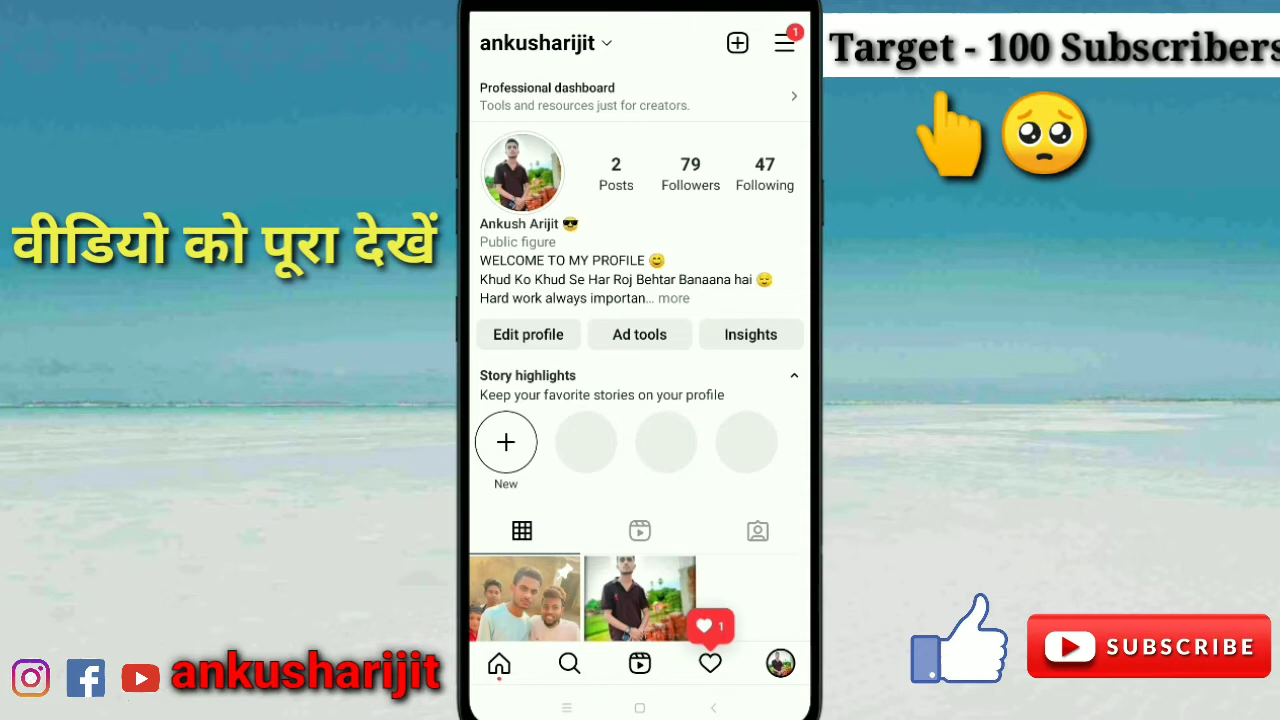 ankusharijit
1
Target - 100 Subscribers
Professional dashboard
Tools and resources just for creators.
2
Posts
79
Followers
47
Following
Ankush Arijit 😎
Public figure
WELCOME TO MY PROFILE 😊
Khud Ko Khud Se Har Roj Behtar Banaana hai 😌
Hard work always importan... more
वीडियो को पूरा देखें
Edit profile
Ad tools
Insights
Story highlights
Keep your favorite stories on your profile
New
1
ankusharijit
SUBSCRIBE